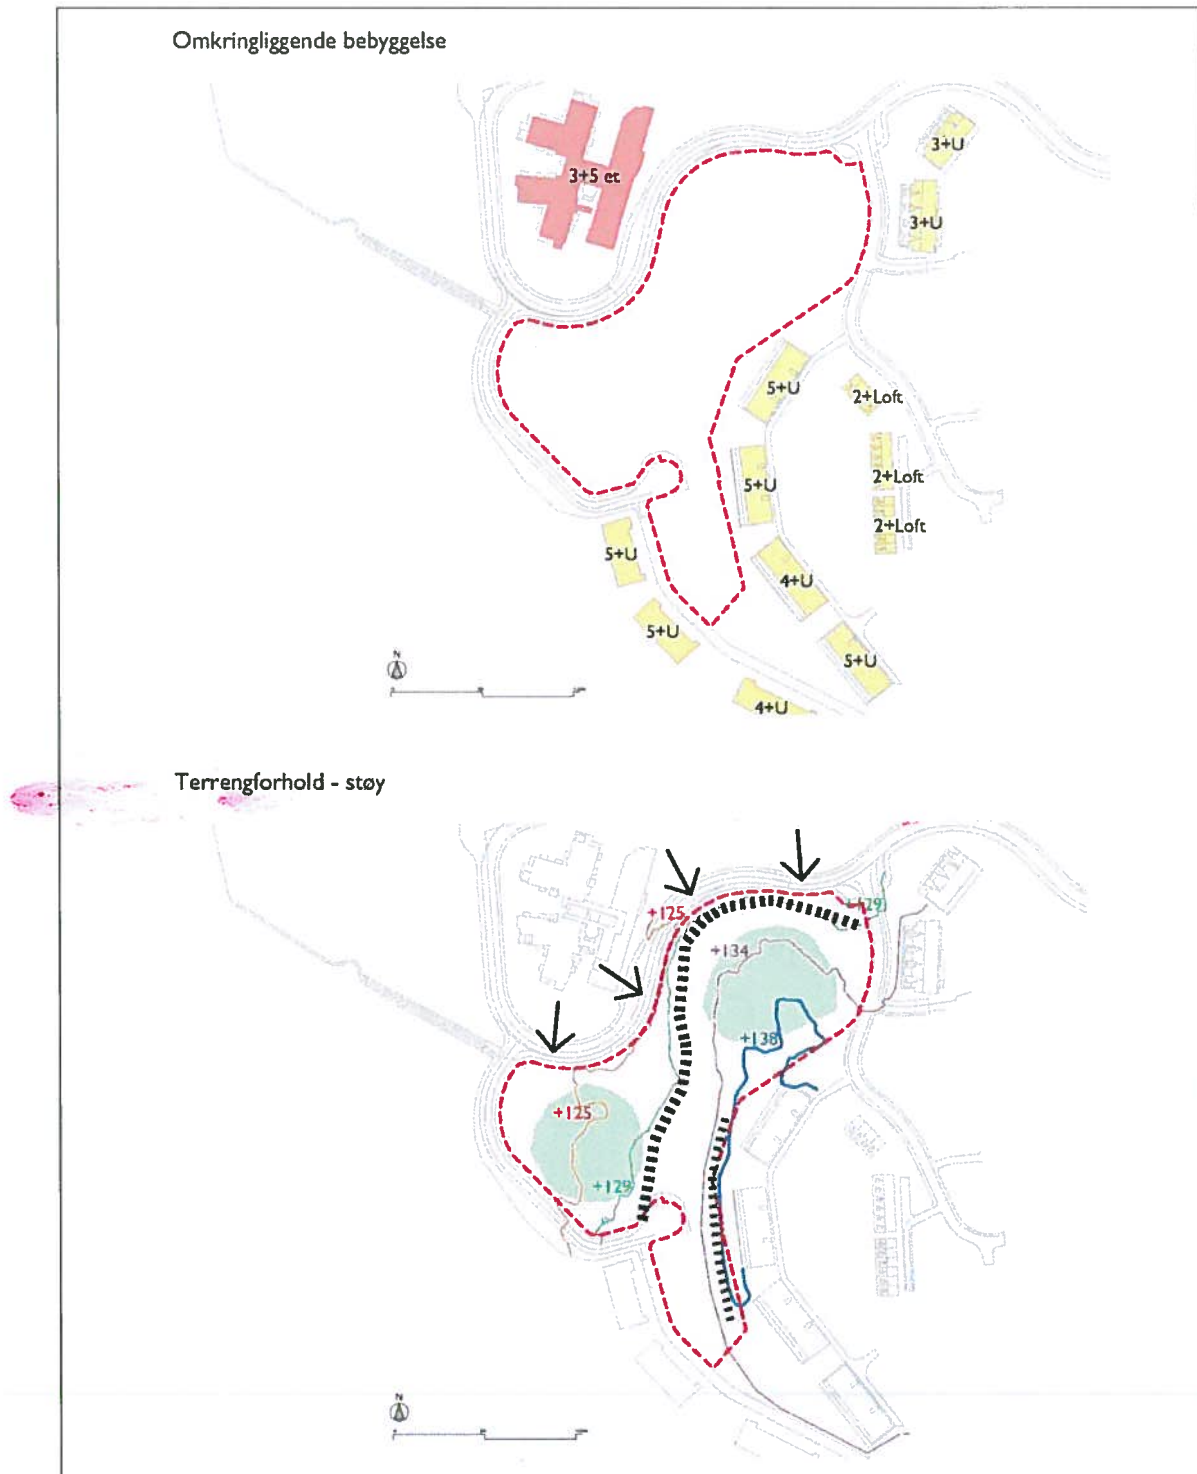 Omkringliggende bebyggelse
3+U
3+5 et
3+U
5+U
2+Loft
2+Loft
5+U
2+Loft
5+U
4+U
5+U
5+U
4+U
N
Terrengforhold - støy
+125
+129
+134
+138
+125
+129
N